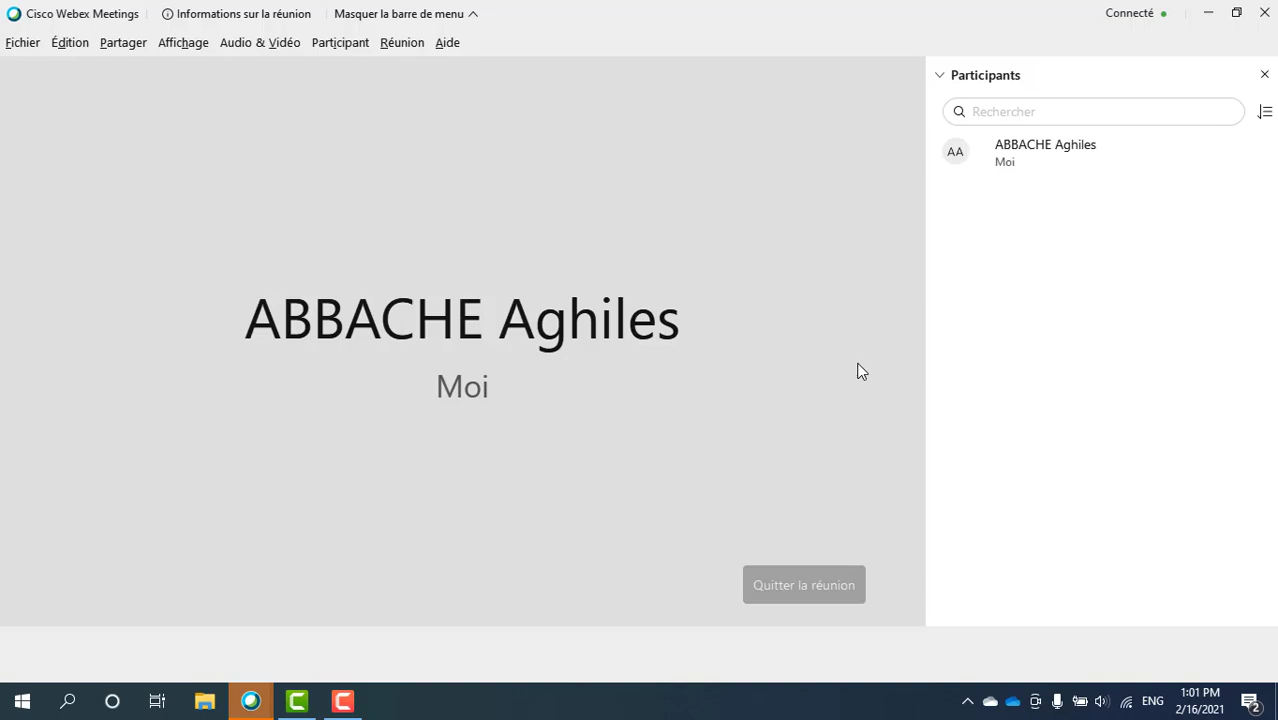 Cisco Webex Meetings
Informations sur la réunion
Masquer la barre de menu
Connecté
Fichier Édition Partager Affichage Audio & Vidéo Participant Réunion Aide
Participants
Rechercher
AA
ABBACHE Aghiles
Moi
ABBACHE Aghiles
Moi
Quitter la réunion
ENG
1:01 PM
2/16/2021
2